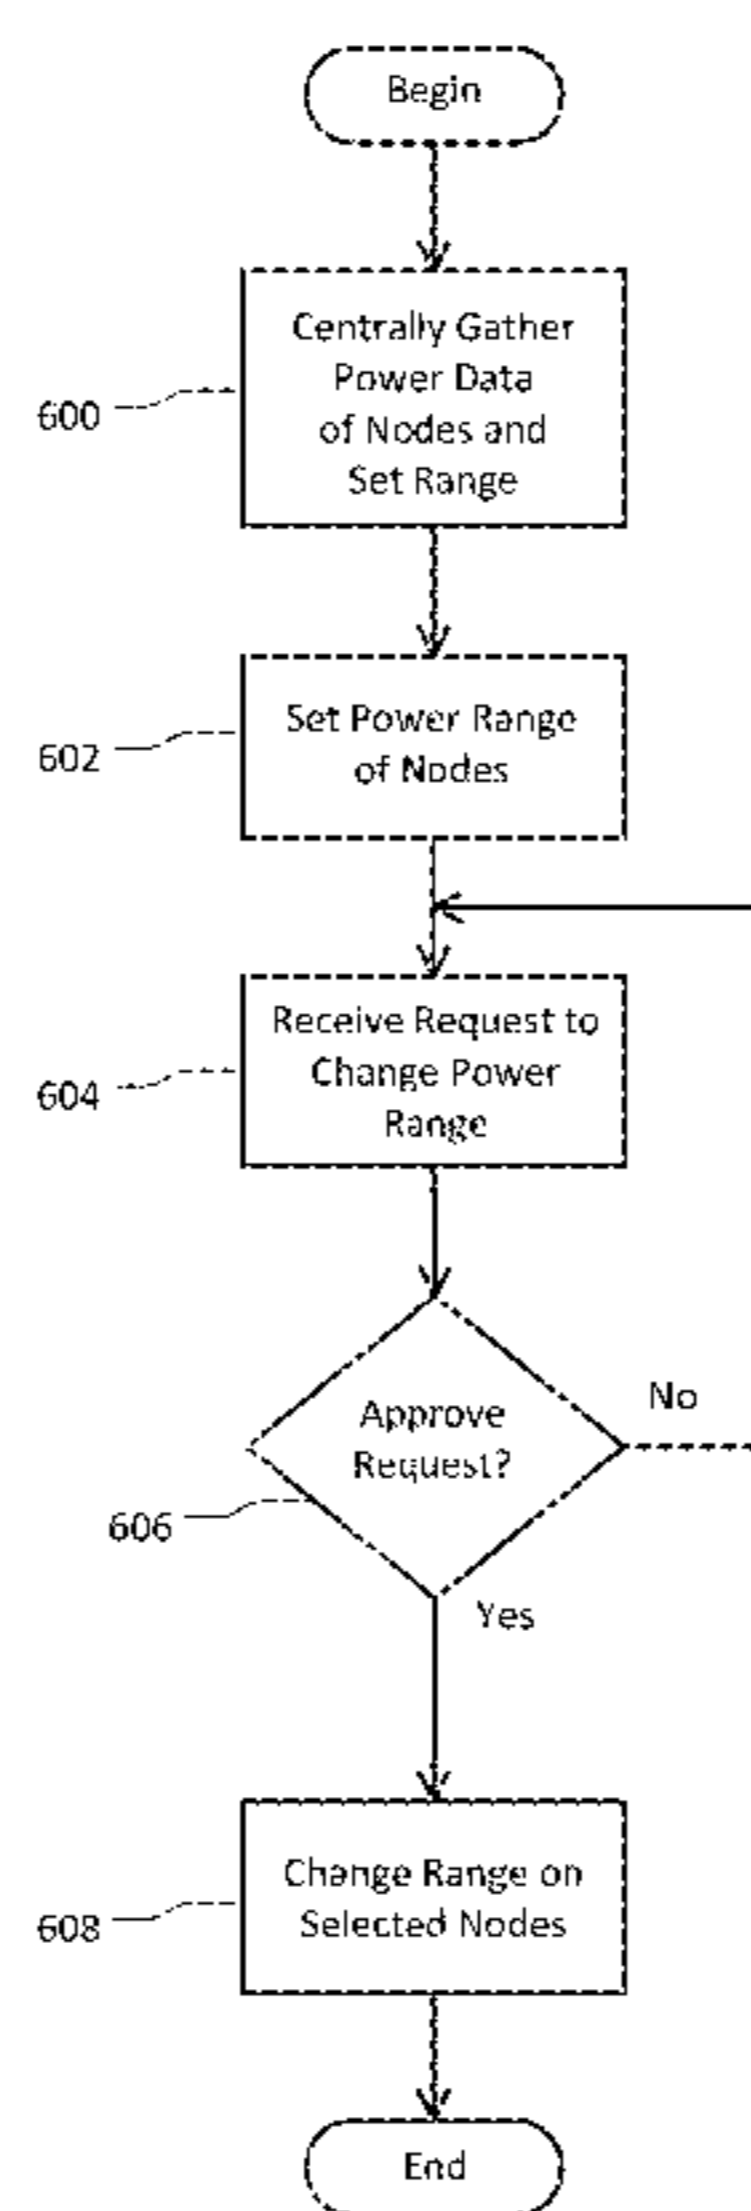 Begin
Centrally Gather
Power Data
of Nodes and
Set Range
600
Set Power Range
of Nodes
602
Receive Request to
Change Power
Range
604
Approve
Request?
No
606
Yes
Change Range on
Selected Nodes
608
End